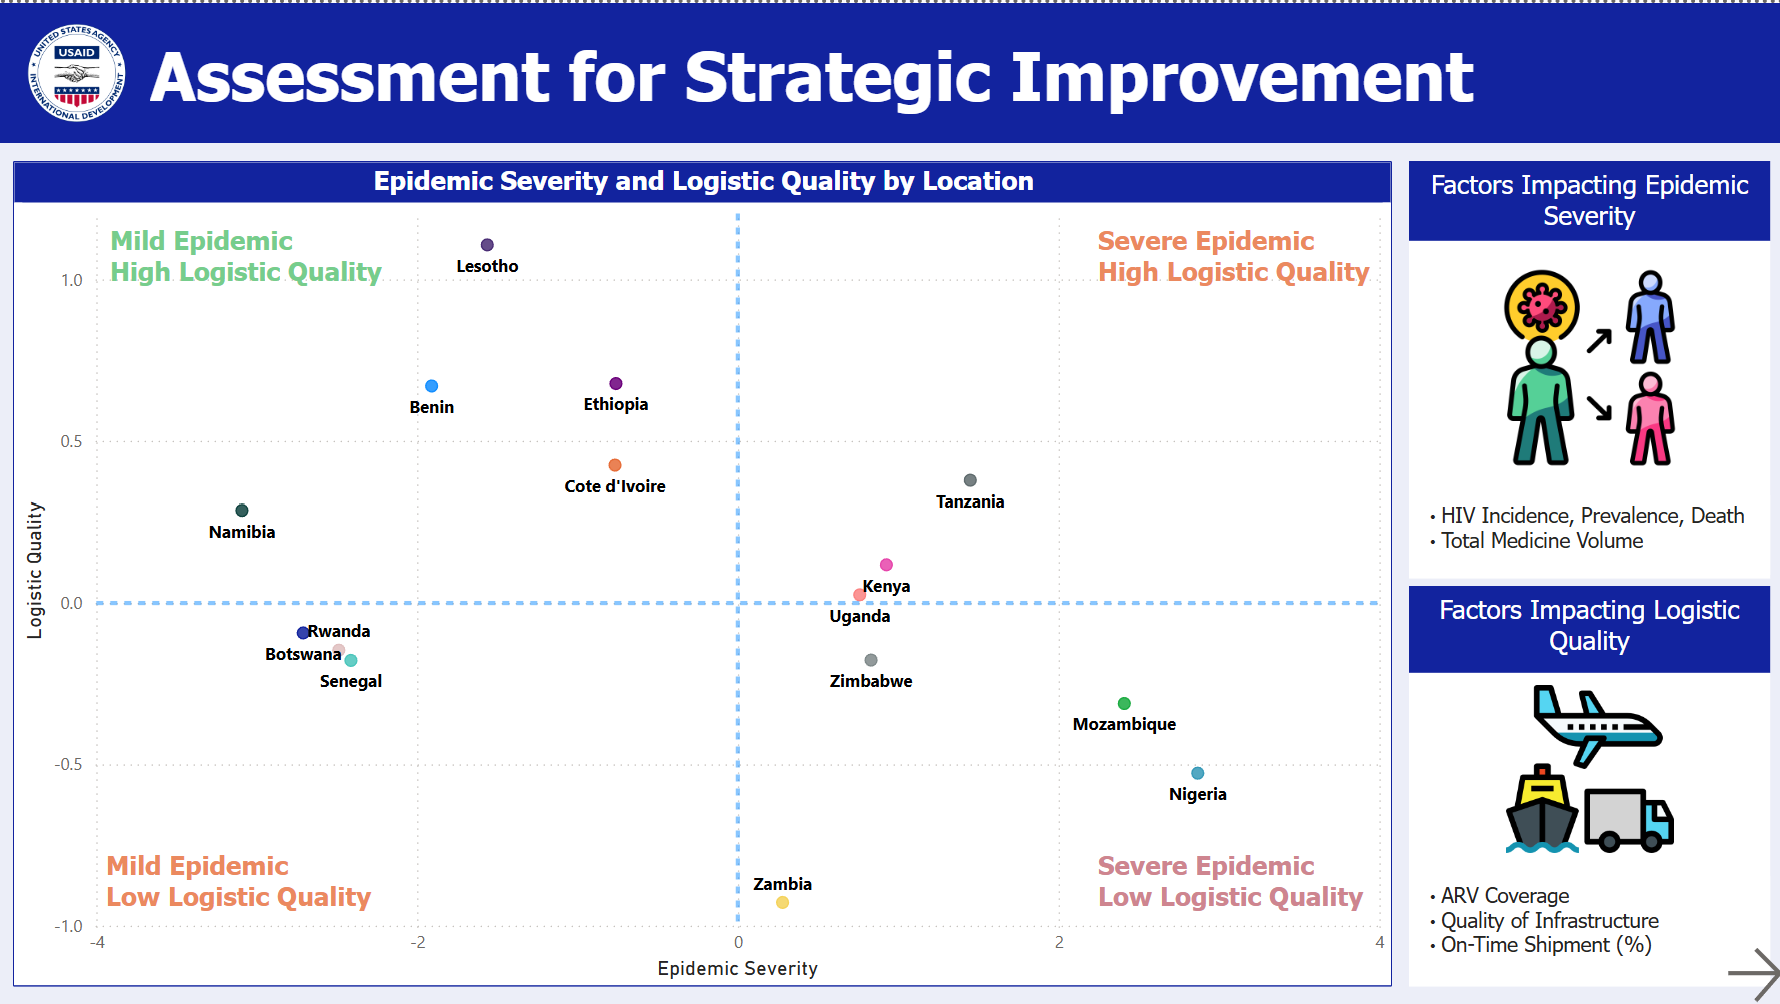 UNITED STATES AGENCY
USAID
INTERNATIONAL DEVELOPMENT
Assessment for Strategic Improvement
Epidemic Severity and Logistic Quality by Location
Mild Epidemic
High Logistic Quality
Severe Epidemic
High Logistic Quality
Lesotho
1.0
Benin
Ethiopia
0.5
Cote d'Ivoire
Tanzania
Namibia
Kenya
0.0
Uganda
Rwanda
Botswana
Senegal
Zimbabwe
Mozambique
-0.5
Nigeria
Mild Epidemic
Low Logistic Quality
Zambia
Severe Epidemic
Low Logistic Quality
-1.0
-4
-2
0
2
4
Logistic Quality
Epidemic Severity
Factors Impacting Epidemic
Severity
• HIV Incidence, Prevalence, Death
• Total Medicine Volume
Factors Impacting Logistic
Quality
• ARV Coverage
• Quality of Infrastructure
• On-Time Shipment (%)